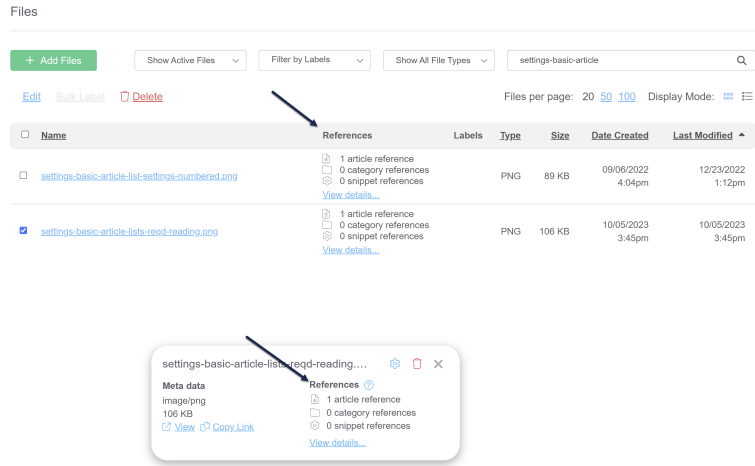 Files
+ Add Files
Show Active Files
Filter by Labels
Show All File Types
settings-basic-article
Edit Bulk Label Delete
Files per page: 20 50 100 Display Mode:
Name References Labels Type Size Date Created Last Modified
settings-basic-article-list-settings-numbered.png
1 article reference
0 category references
0 snippet references
View details...
PNG 89 KB
09/06/2022
4:04pm
12/23/2022
1:12pm
settings-basic-article-lists-reqd-reading.png
1 article reference
0 category references
0 snippet references
View details...
PNG 106 KB
10/05/2023
3:45pm
10/05/2023
3:45pm
settings-basic-article-lists-reqd-reading....
Meta data
image/png
106 KB
View Copy Link
References ?
1 article reference
0 category references
0 snippet references
View details...